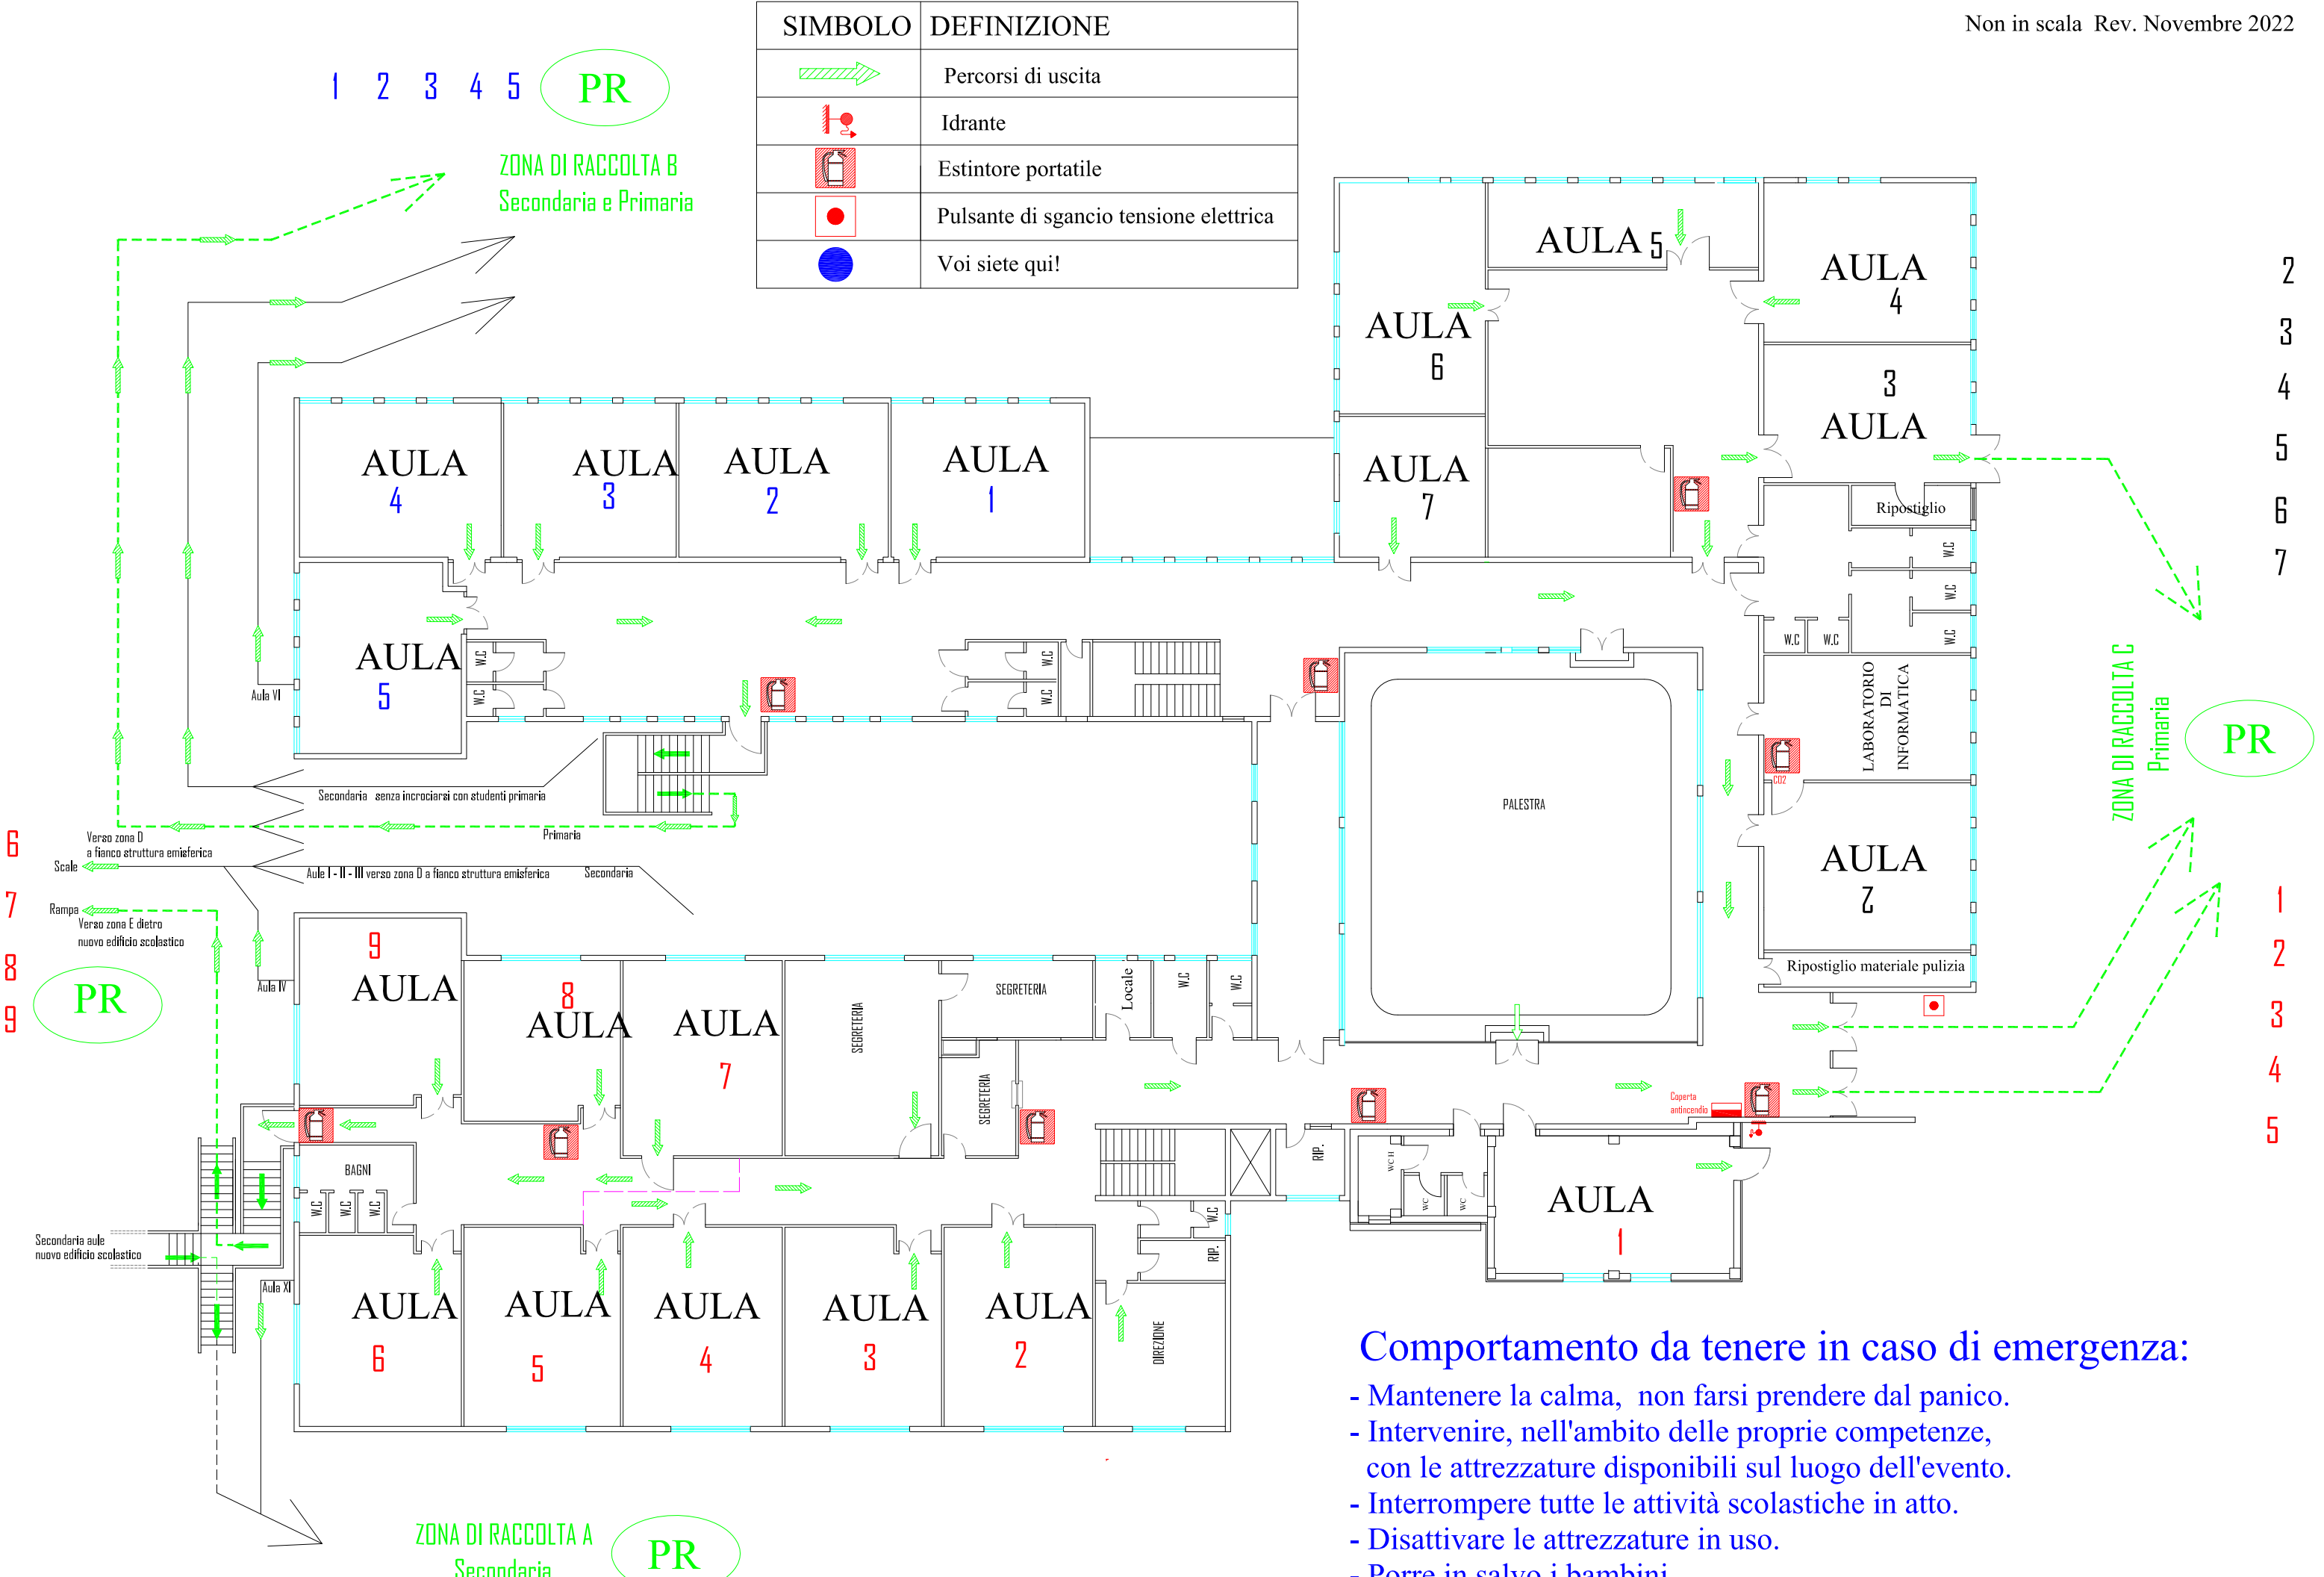 SIMBOLO DEFINIZIONE
Percorsi di uscita
Idrante
Estintore portatile
Pulsante di sgancio tensione elettrica
Voi siete qui!
Non in scala Rev. Novembre 2022
1 2 3 4 5 PR
ZONA DI RACCOLTA B
Secondaria e Primaria
AULA 5
AULA
4
AULA
6
3
AULA
AULA
7
Ripostiglio
W.C
W.C
W.C
W.C
W.C
2
3
4
5
6
7
AULA
4
AULA
3
AULA
2
AULA
1
AULA
5
W.C
W.C
W.C
W.C
Aula VI
LABORATORIO
DI
INFORMATICA
CO2
PALESTRA
ZONA DI RACCOLTA C
Primaria
PR
Secondaria senza incrociarsi con studenti primaria
Primaria
Verso zona D
a fianco struttura emisferica
Scale
Aule I - II - III verso zona D a fianco struttura emisferica
Secondaria
Rampa
Verso zona E dietro
nuovo edificio scolastico
6
7
8
9
PR
Aula IV
9
AULA
8
AULA
AULA
7
SEGRETERIA
SEGRETERIA
SEGRETERIA
Locale
W.C
W.C
AULA
2
Ripostiglio materiale pulizia
1
2
3
4
5
Coperta
antincendio
BAGNI
W.C
W.C
W.C
RIP.
WC H
WC
WC
AULA
1
Secondaria aule
nuovo edificio scolastico
Aula XI
AULA
6
AULA
5
AULA
4
AULA
3
AULA
2
W.C
RIP.
DIREZIONE
Comportamento da tenere in caso di emergenza:
- Mantenere la calma, non farsi prendere dal panico.
- Intervenire, nell'ambito delle proprie competenze,
con le attrezzature disponibili sul luogo dell'evento.
- Interrompere tutte le attività scolastiche in atto.
- Disattivare le attrezzature in uso.
- Porre in salvo i bambini
ZONA DI RACCOLTA A
Secondaria
PR